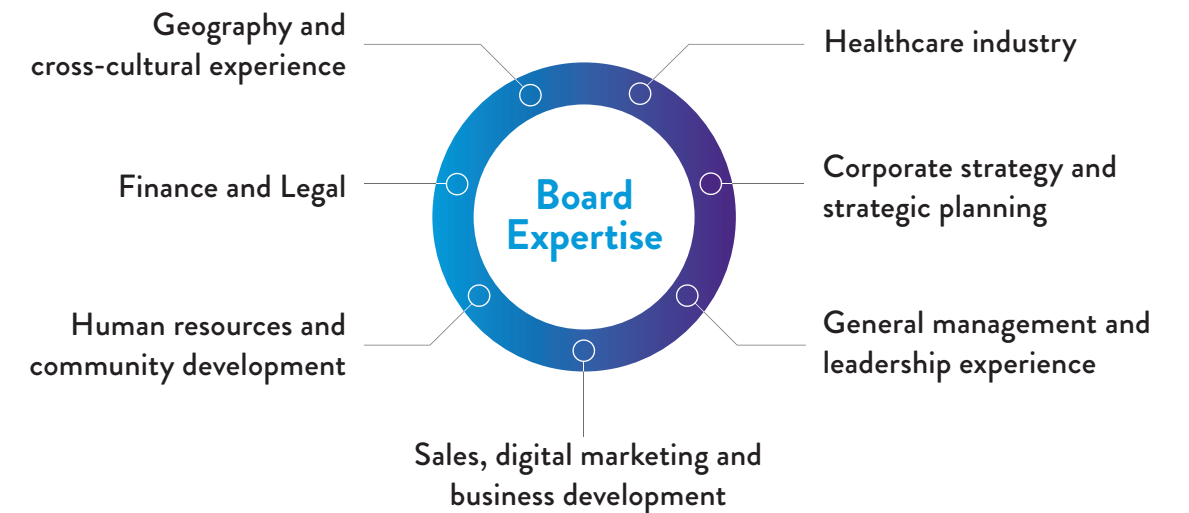 Geography and
cross-cultural experience
Healthcare industry
Finance and Legal
Board
Expertise
Corporate strategy and
strategic planning
Human resources and
community development
General management and
leadership experience
Sales, digital marketing and
business development